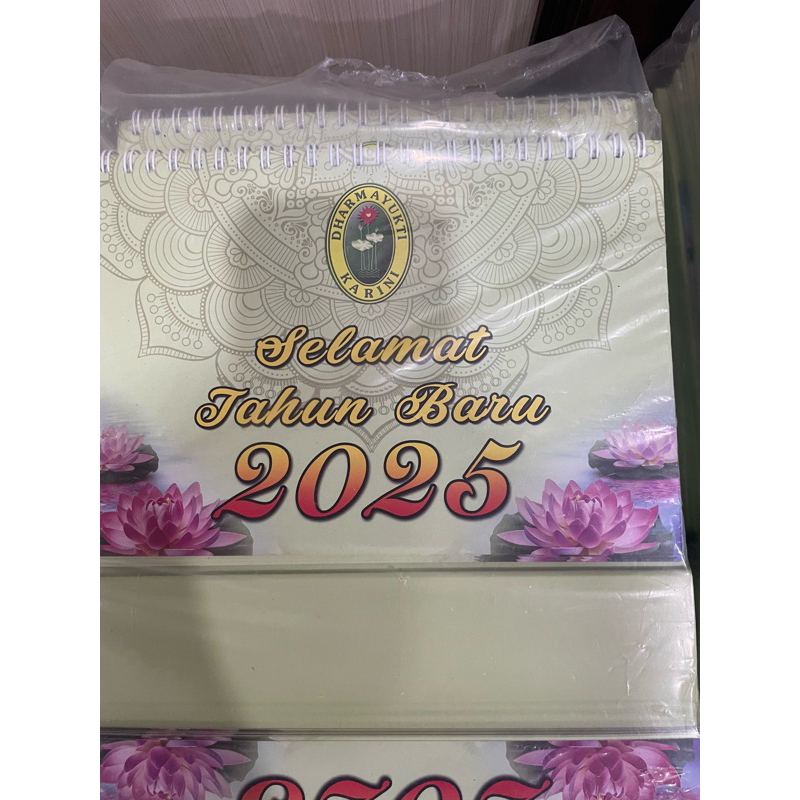 DHARMAYUKTI
KARINI
Selamat
Tahun Baru
2025